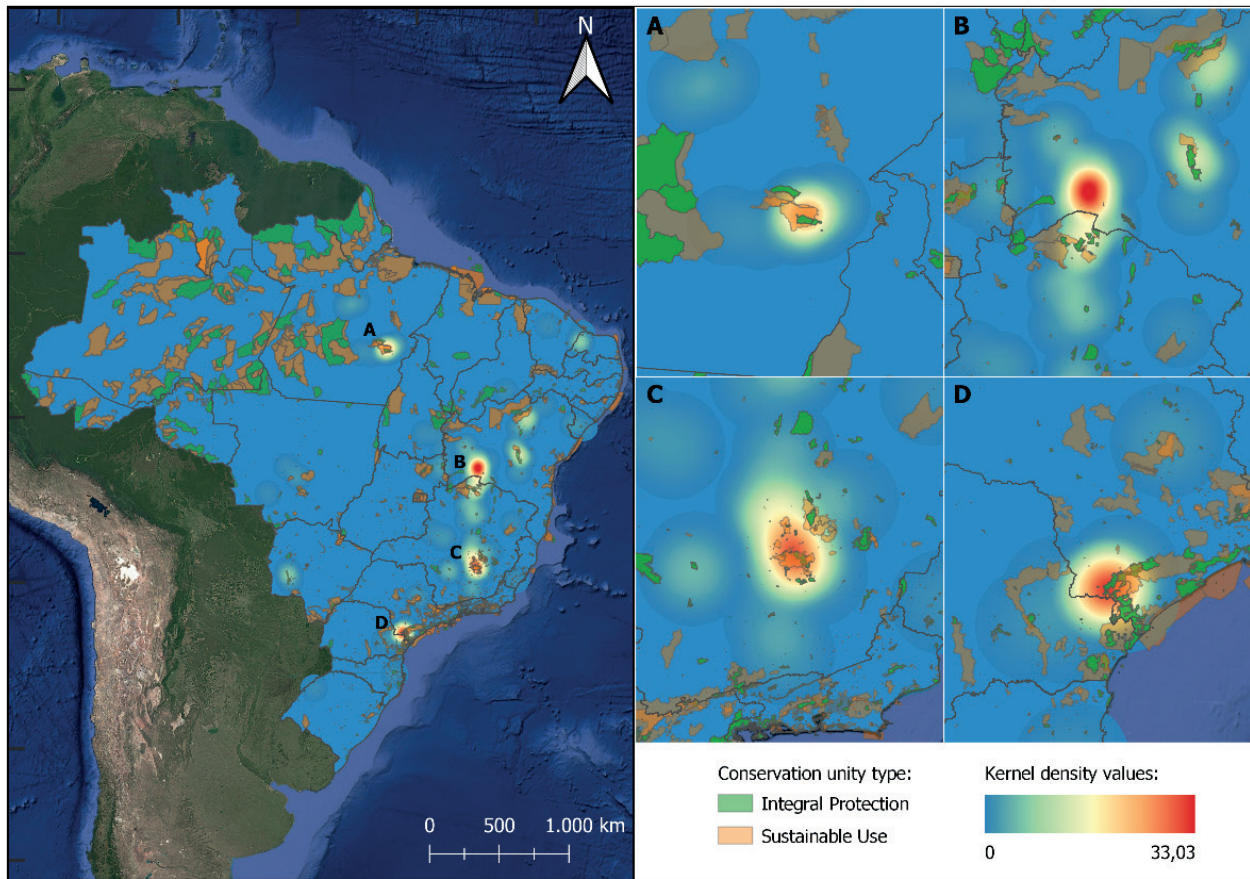 N
A
B
C
D
0 500 1.000 km
A
B
C
D
Conservation unity type:
Integral Protection
Sustainable Use
Kernel density values:
0 33,03